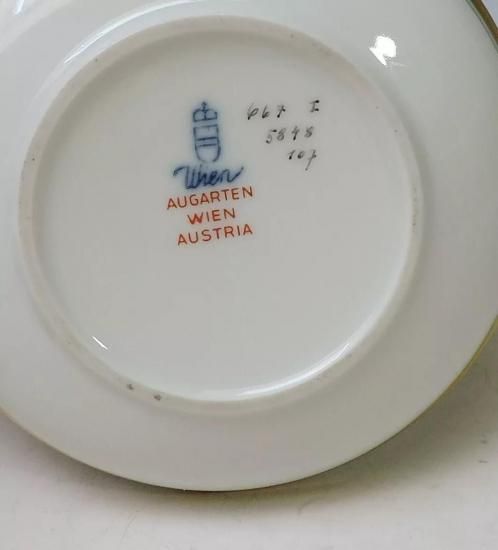 667 I
5848
107
Wien
AUGARTEN
WIEN
AUSTRIA